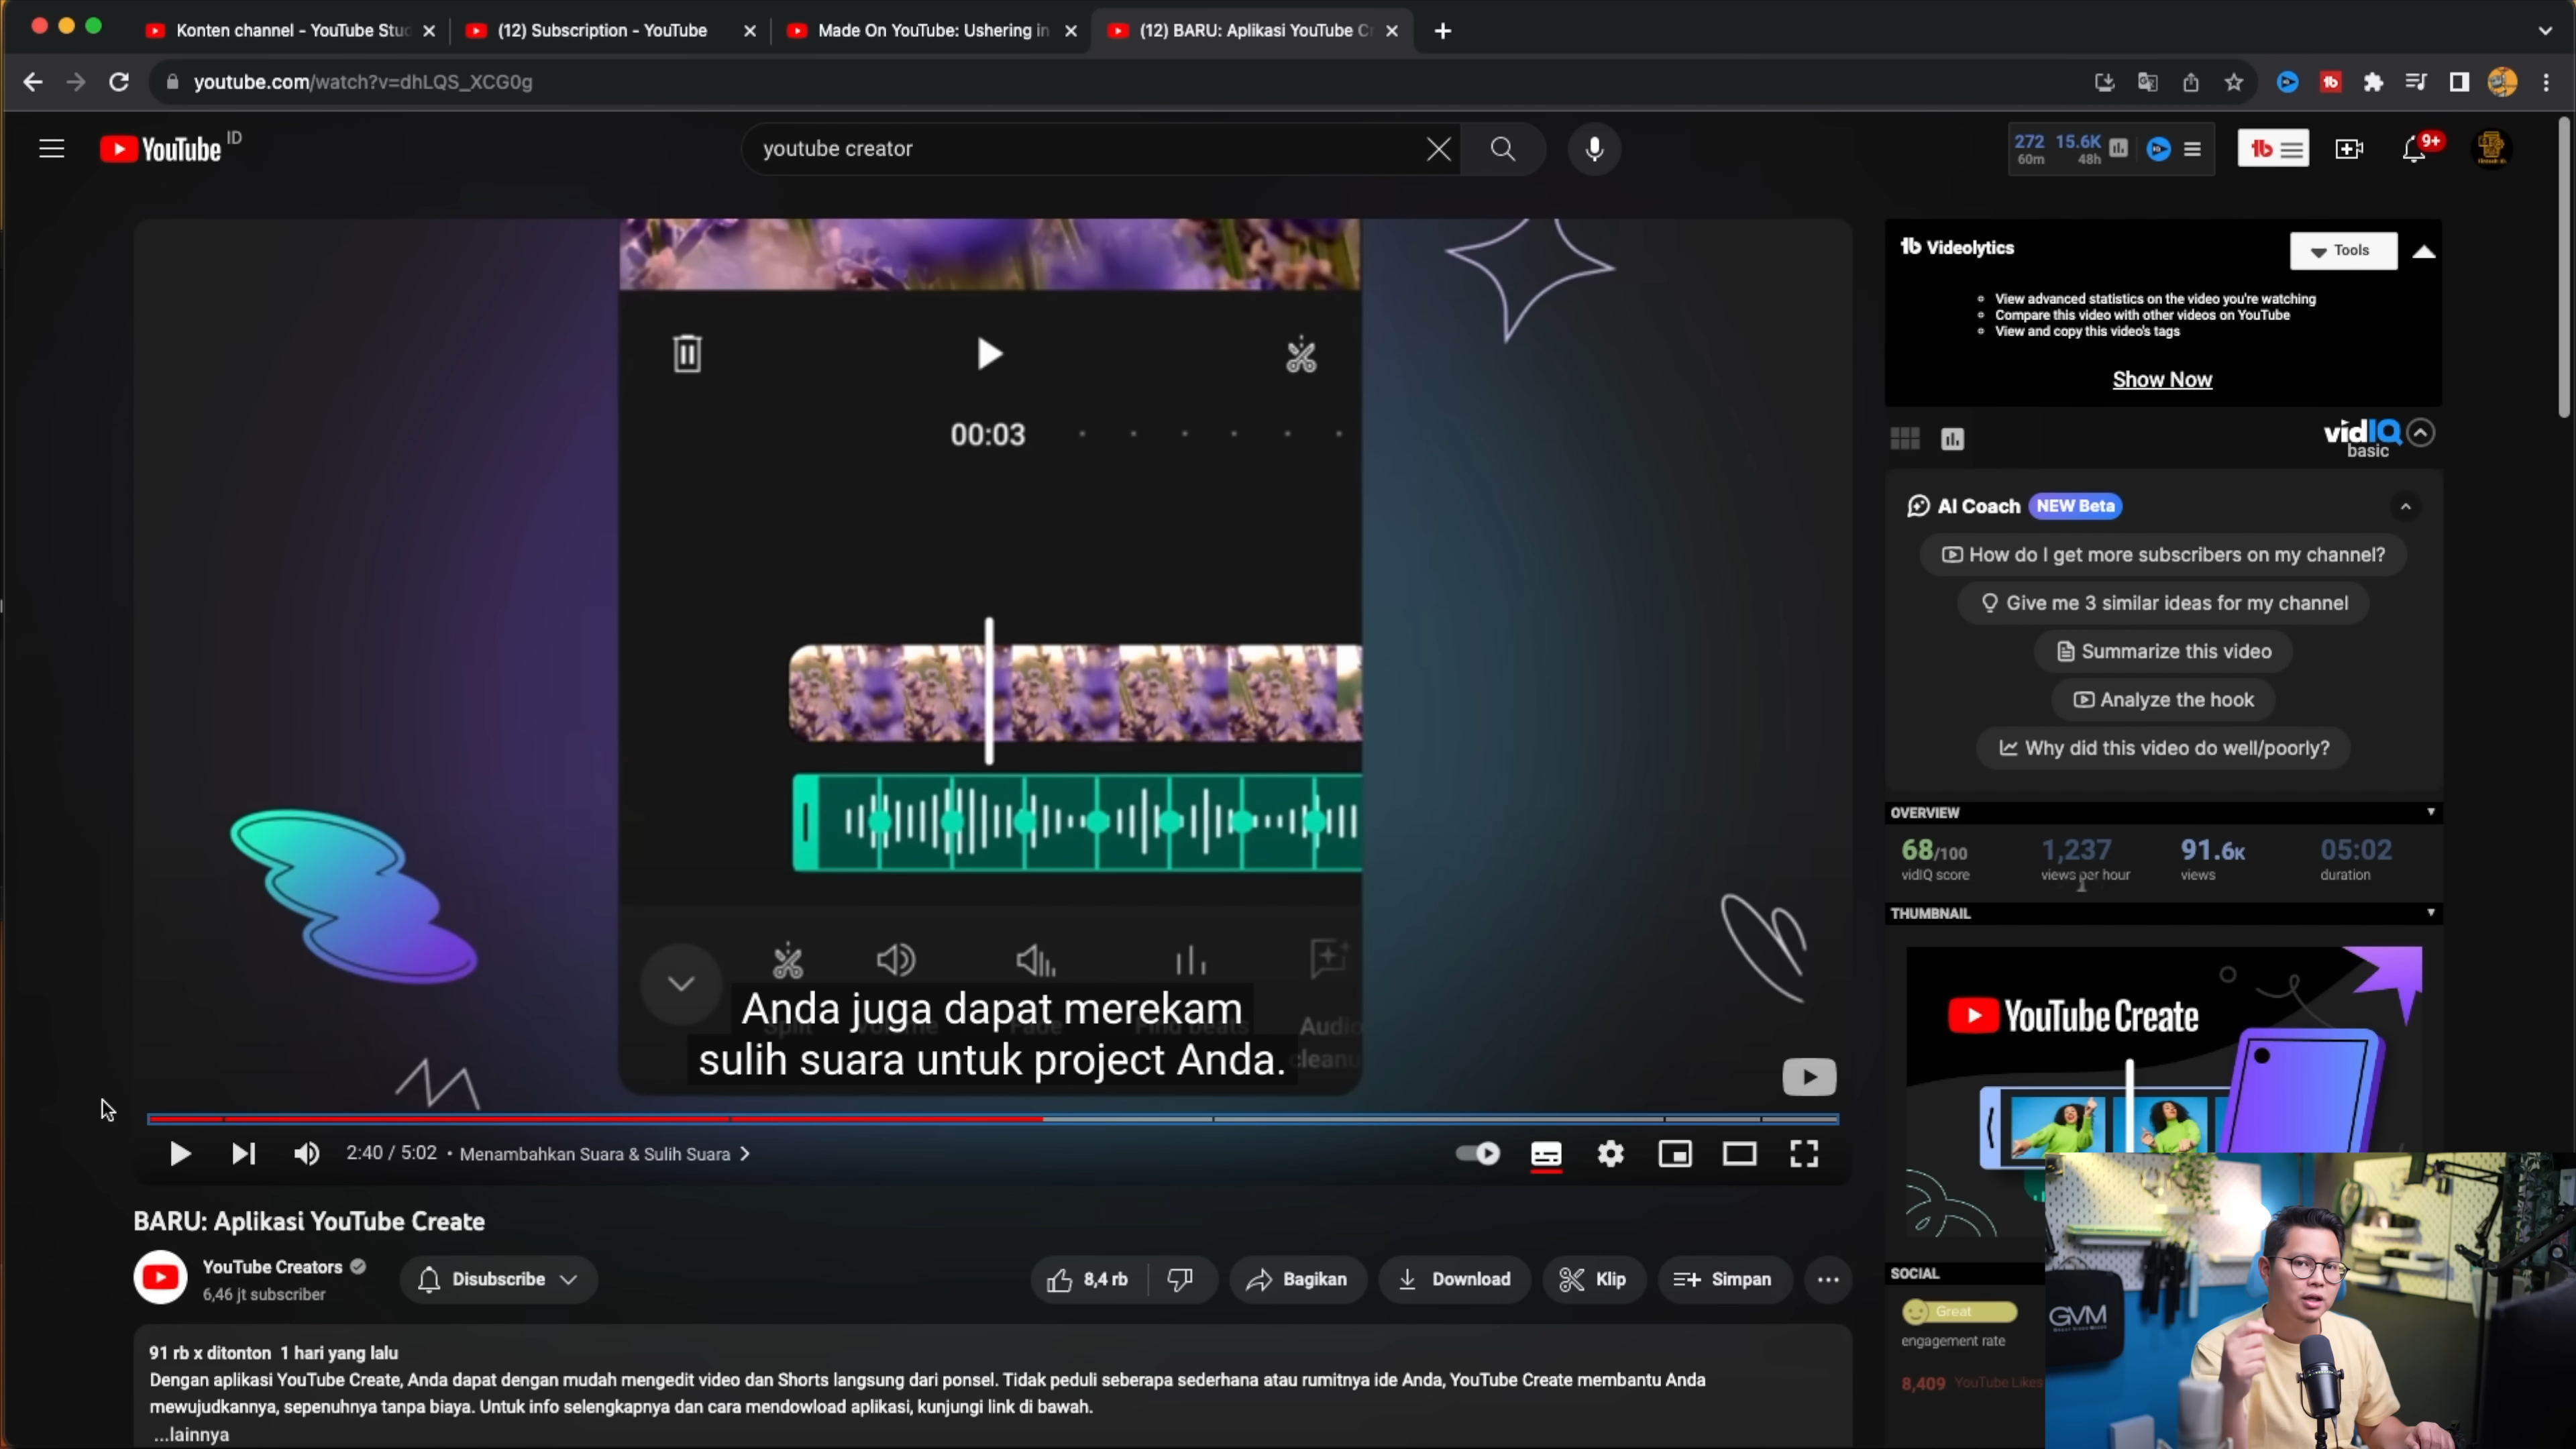 Konten channel - YouTube Stu
(12) Subscription - YouTube
Made On YouTube: Ushering in
(12) BARU: Aplikasi YouTube Cr
youtube.com/watch?v=dhLQS_XCG0g
YouTube ID
youtube creator
272 15.6K
60m 48h
9+
Videolytics
Tools
View advanced statistics on the video you're watching
Compare this video with other videos on YouTube
View and copy this video's tags
Show Now
vidIQ
basic
AI Coach NEW Beta
How do I get more subscribers on my channel?
Give me 3 similar ideas for my channel
Summarize this video
Analyze the hook
Why did this video do well/poorly?
OVERVIEW
68/100 1,237 91.6K 05:02
vidIQ score views per hour views duration
THUMBNAIL
YouTube Create
SOCIAL
Great
engagement rate
8,409 YouTube Likes
GVM
00:03
Audio
Anda juga dapat merekam
sulih suara untuk project Anda.
2:40 / 5:02 • Menambahkan Suara & Sulih Suara
BARU: Aplikasi YouTube Create
YouTube Creators
6,46 jt subscriber
Disubscribe
8,4 rb
Bagikan
Download
Klip
Simpan
91 rb x ditonton 1 hari yang lalu
Dengan aplikasi YouTube Create, Anda dapat dengan mudah mengedit video dan Shorts langsung dari ponsel. Tidak peduli seberapa sederhana atau rumitnya ide Anda, YouTube Create membantu Anda
mewujudkannya, sepenuhnya tanpa biaya. Untuk info selengkapnya dan cara mendowload aplikasi, kunjungi link di bawah.
...lainnya